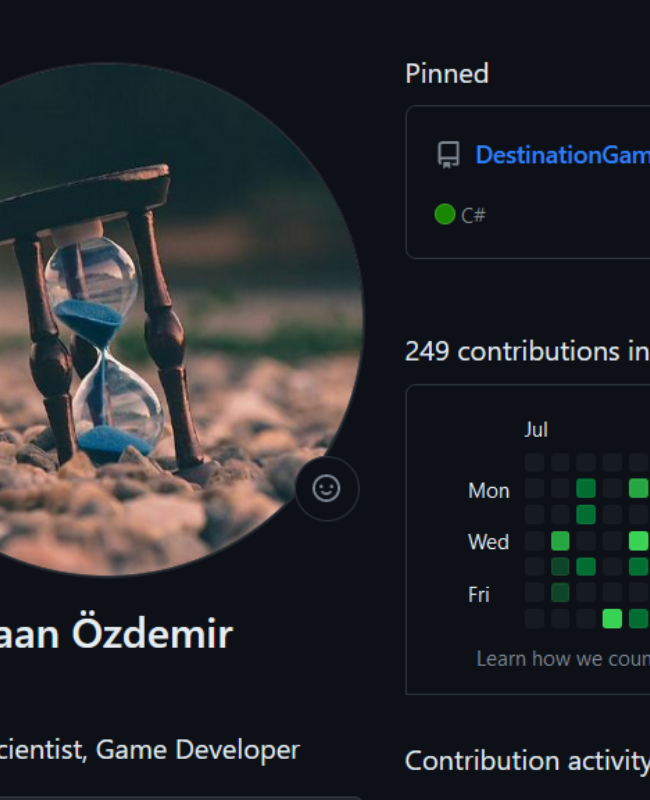 aan Özdemir
cientist, Game Developer
Pinned
DestinationGam
C#
249 contributions in
Jul
Mon
Wed
Fri
Learn how we coun
Contribution activity